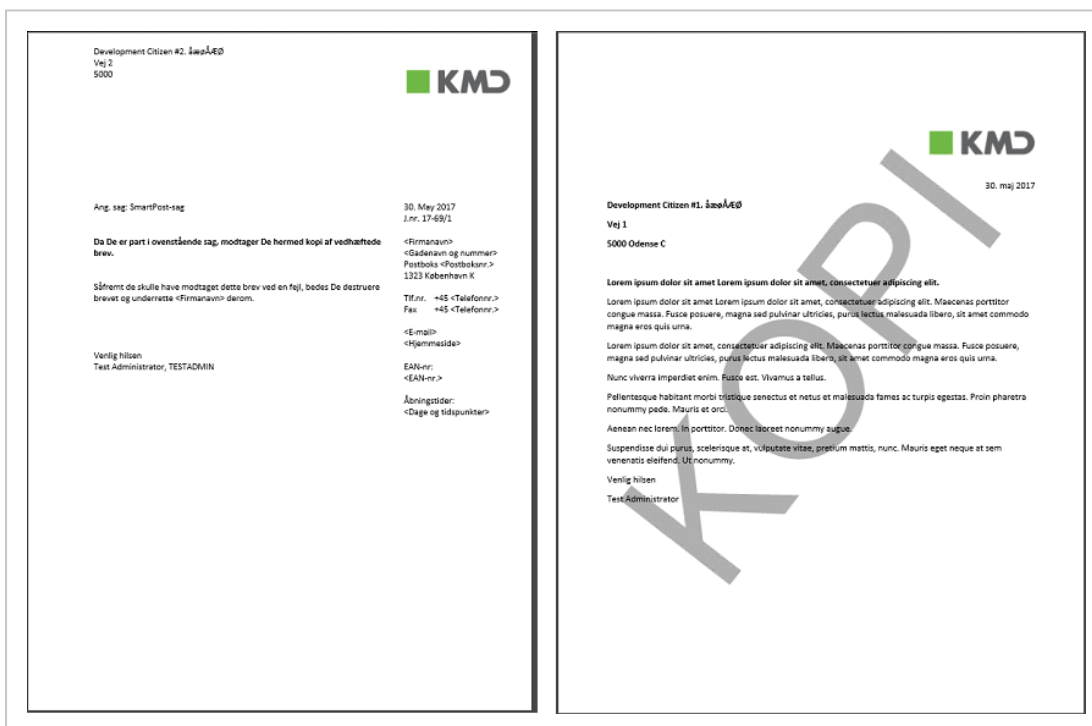 Development Citizen #2. åæøÅÆØ
Vej 2
5000
KMD
Ang. sag: SmartPost-sag
30. May 2017
J.nr. 17-69/1
Da De er part i ovenstående sag, modtager De hermed kopi af vedhæftede
brev.
Såfremt de skulle have modtaget dette brev ved en fejl, bedes De destruere
brevet og underrette <Firmanavn> derom.
Venlig hilsen
Test Administrator, TESTADMIN
<Firmanavn>
<Gadenavn og nummer>
Postboks <Postboksnr.>
1323 København K
Tlf.nr. +45 <Telefonnr.>
Fax +45 <Telefonnr.>
<E-mail>
<Hjemmeside>
EAN-nr:
<EAN-nr.>
Åbningstider:
<Dage og tidspunkter>
KMD
30. maj 2017
Development Citizen #1. åæøÅÆØ
Vej 1
5000 Odense C
Lorem ipsum dolor sit amet Lorem ipsum dolor sit amet, consectetuer adipiscing elit.
Lorem ipsum dolor sit amet Lorem ipsum dolor sit amet, consectetuer adipiscing elit. Maecenas porttitor
congue massa. Fusce posuere, magna sed pulvinar ultricies, purus lectus malesuada libero, sit amet commodo
magna eros quis urna.
Lorem ipsum dolor sit amet, consectetuer adipiscing elit. Maecenas porttitor congue massa. Fusce posuere,
magna sed pulvinar ultricies, purus lectus malesuada libero, sit amet commodo magna eros quis urna.
Nunc viverra imperdiet enim. Fusce est. Vivamus a tellus.
Pellentesque habitant morbi tristique senectus et netus et malesuada fames ac turpis egestas. Proin pharetra
nonummy pede. Mauris et orci.
Aenean nec lorem. In porttitor. Donec laoreet nonummy augue.
Suspendisse dui purus, scelerisque at, vulputate vitae, pretium mattis, nunc. Mauris eget neque at sem
venenatis eleifend. Ut nonummy.
Venlig hilsen
Test Administrator
KOPI